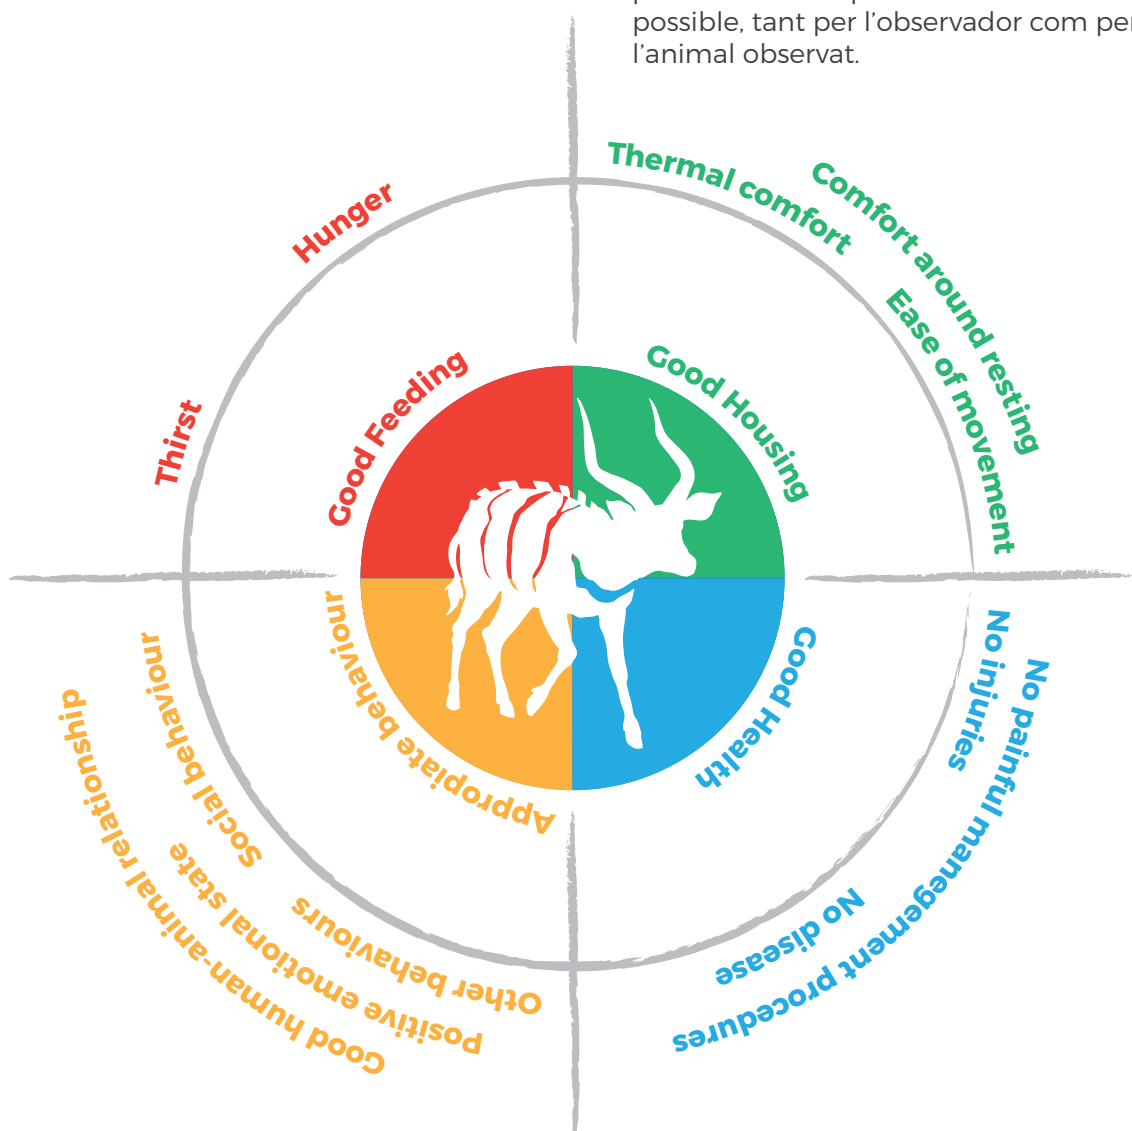 possible, tant per l’observador com per
l’animal observat.
Hunger
Thirst
Good Feeding
Thermal comfort
Comfort around resting
Ease of movement
Good Housing
Appropiate behaviour
Social behaviour
Other behaviours
Positive emotional state
Good human-animal relationship
Good Health
No injuries
No disease
No painful manegement procedures